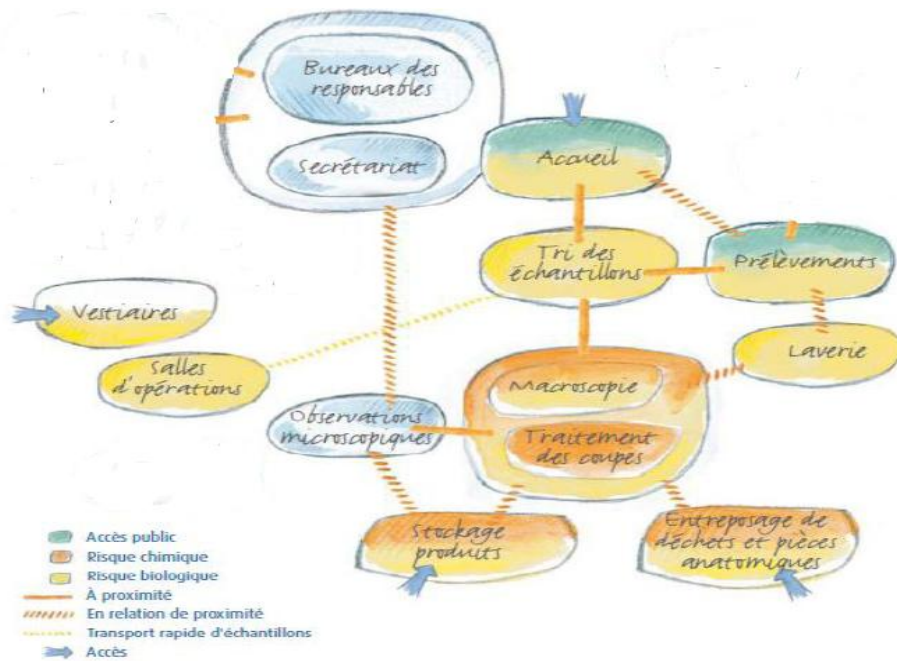 Bureaux des
responsables
Secrétariat
Accueil
Tri des
échantillons
Prélèvements
Vestiaires
Laverie
Salles
d'opérations
Macroscopie
Observations
microscopiques
Traitement
des coupes
Stockage
produits
Entreposage de
déchets et pièces
anatomiques
Accès public
Risque chimique
Risque biologique
À proximité
En relation de proximité
Transport rapide d'échantillons
Accès